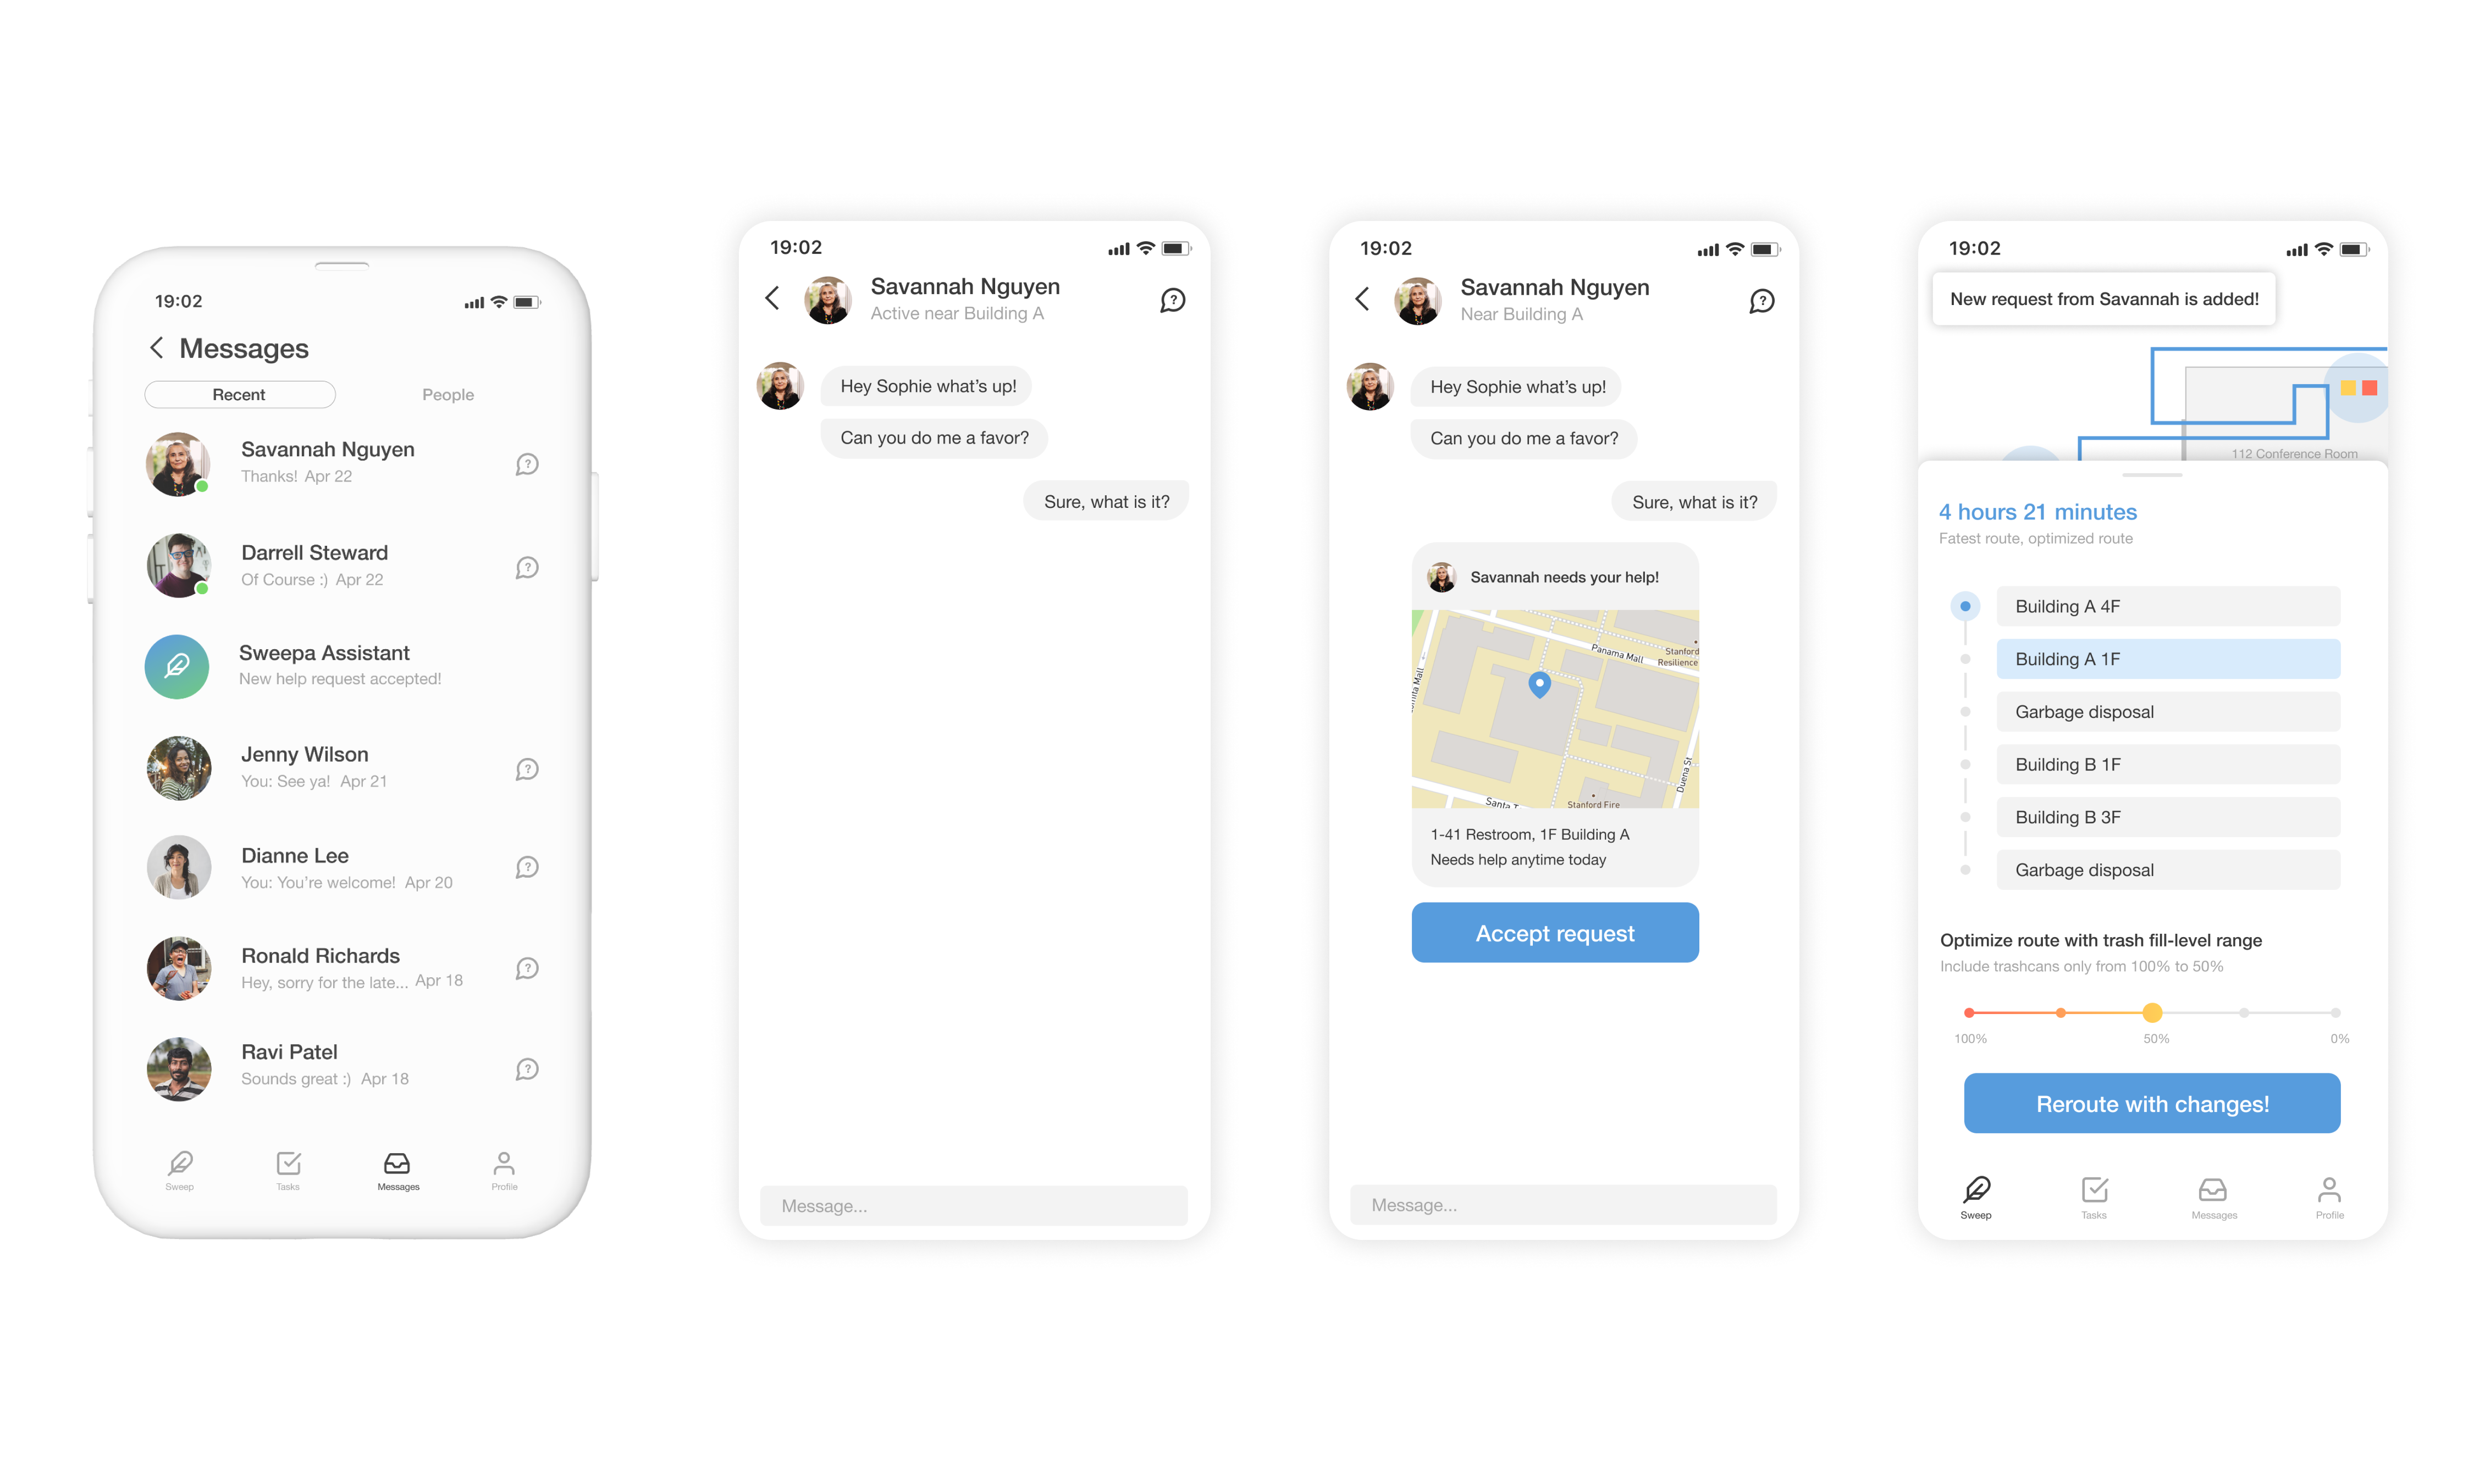 19:02
Messages
Recent People
Savannah Nguyen
Thanks! Apr 22
Darrell Steward
Of Course :) Apr 22
Sweepa Assistant
New help request accepted!
Jenny Wilson
You: See ya! Apr 21
Dianne Lee
You: You're welcome! Apr 20
Ronald Richards
Hey, sorry for the late... Apr 18
Ravi Patel
Sounds great :) Apr 18
Sweep Tasks Messages Profile
19:02
Savannah Nguyen
Active near Building A
Hey Sophie what's up!
Can you do me a favor?
Sure, what is it?
Message...
19:02
Savannah Nguyen
Near Building A
Hey Sophie what's up!
Can you do me a favor?
Sure, what is it?
Savannah needs your help!
Panama Mall
Stanford
Resilience
Mall
Duena St
Santa
Stanford Fire
1-41 Restroom, 1F Building A
Needs help anytime today
Accept request
Message...
19:02
New request from Savannah is added!
112 Conference Room
4 hours 21 minutes
Fatest route, optimized route
Building A 4F
Building A 1F
Garbage disposal
Building B 1F
Building B 3F
Garbage disposal
Optimize route with trash fill-level range
Include trashcans only from 100% to 50%
100% 50% 0%
Reroute with changes!
Sweep Tasks Messages Profile